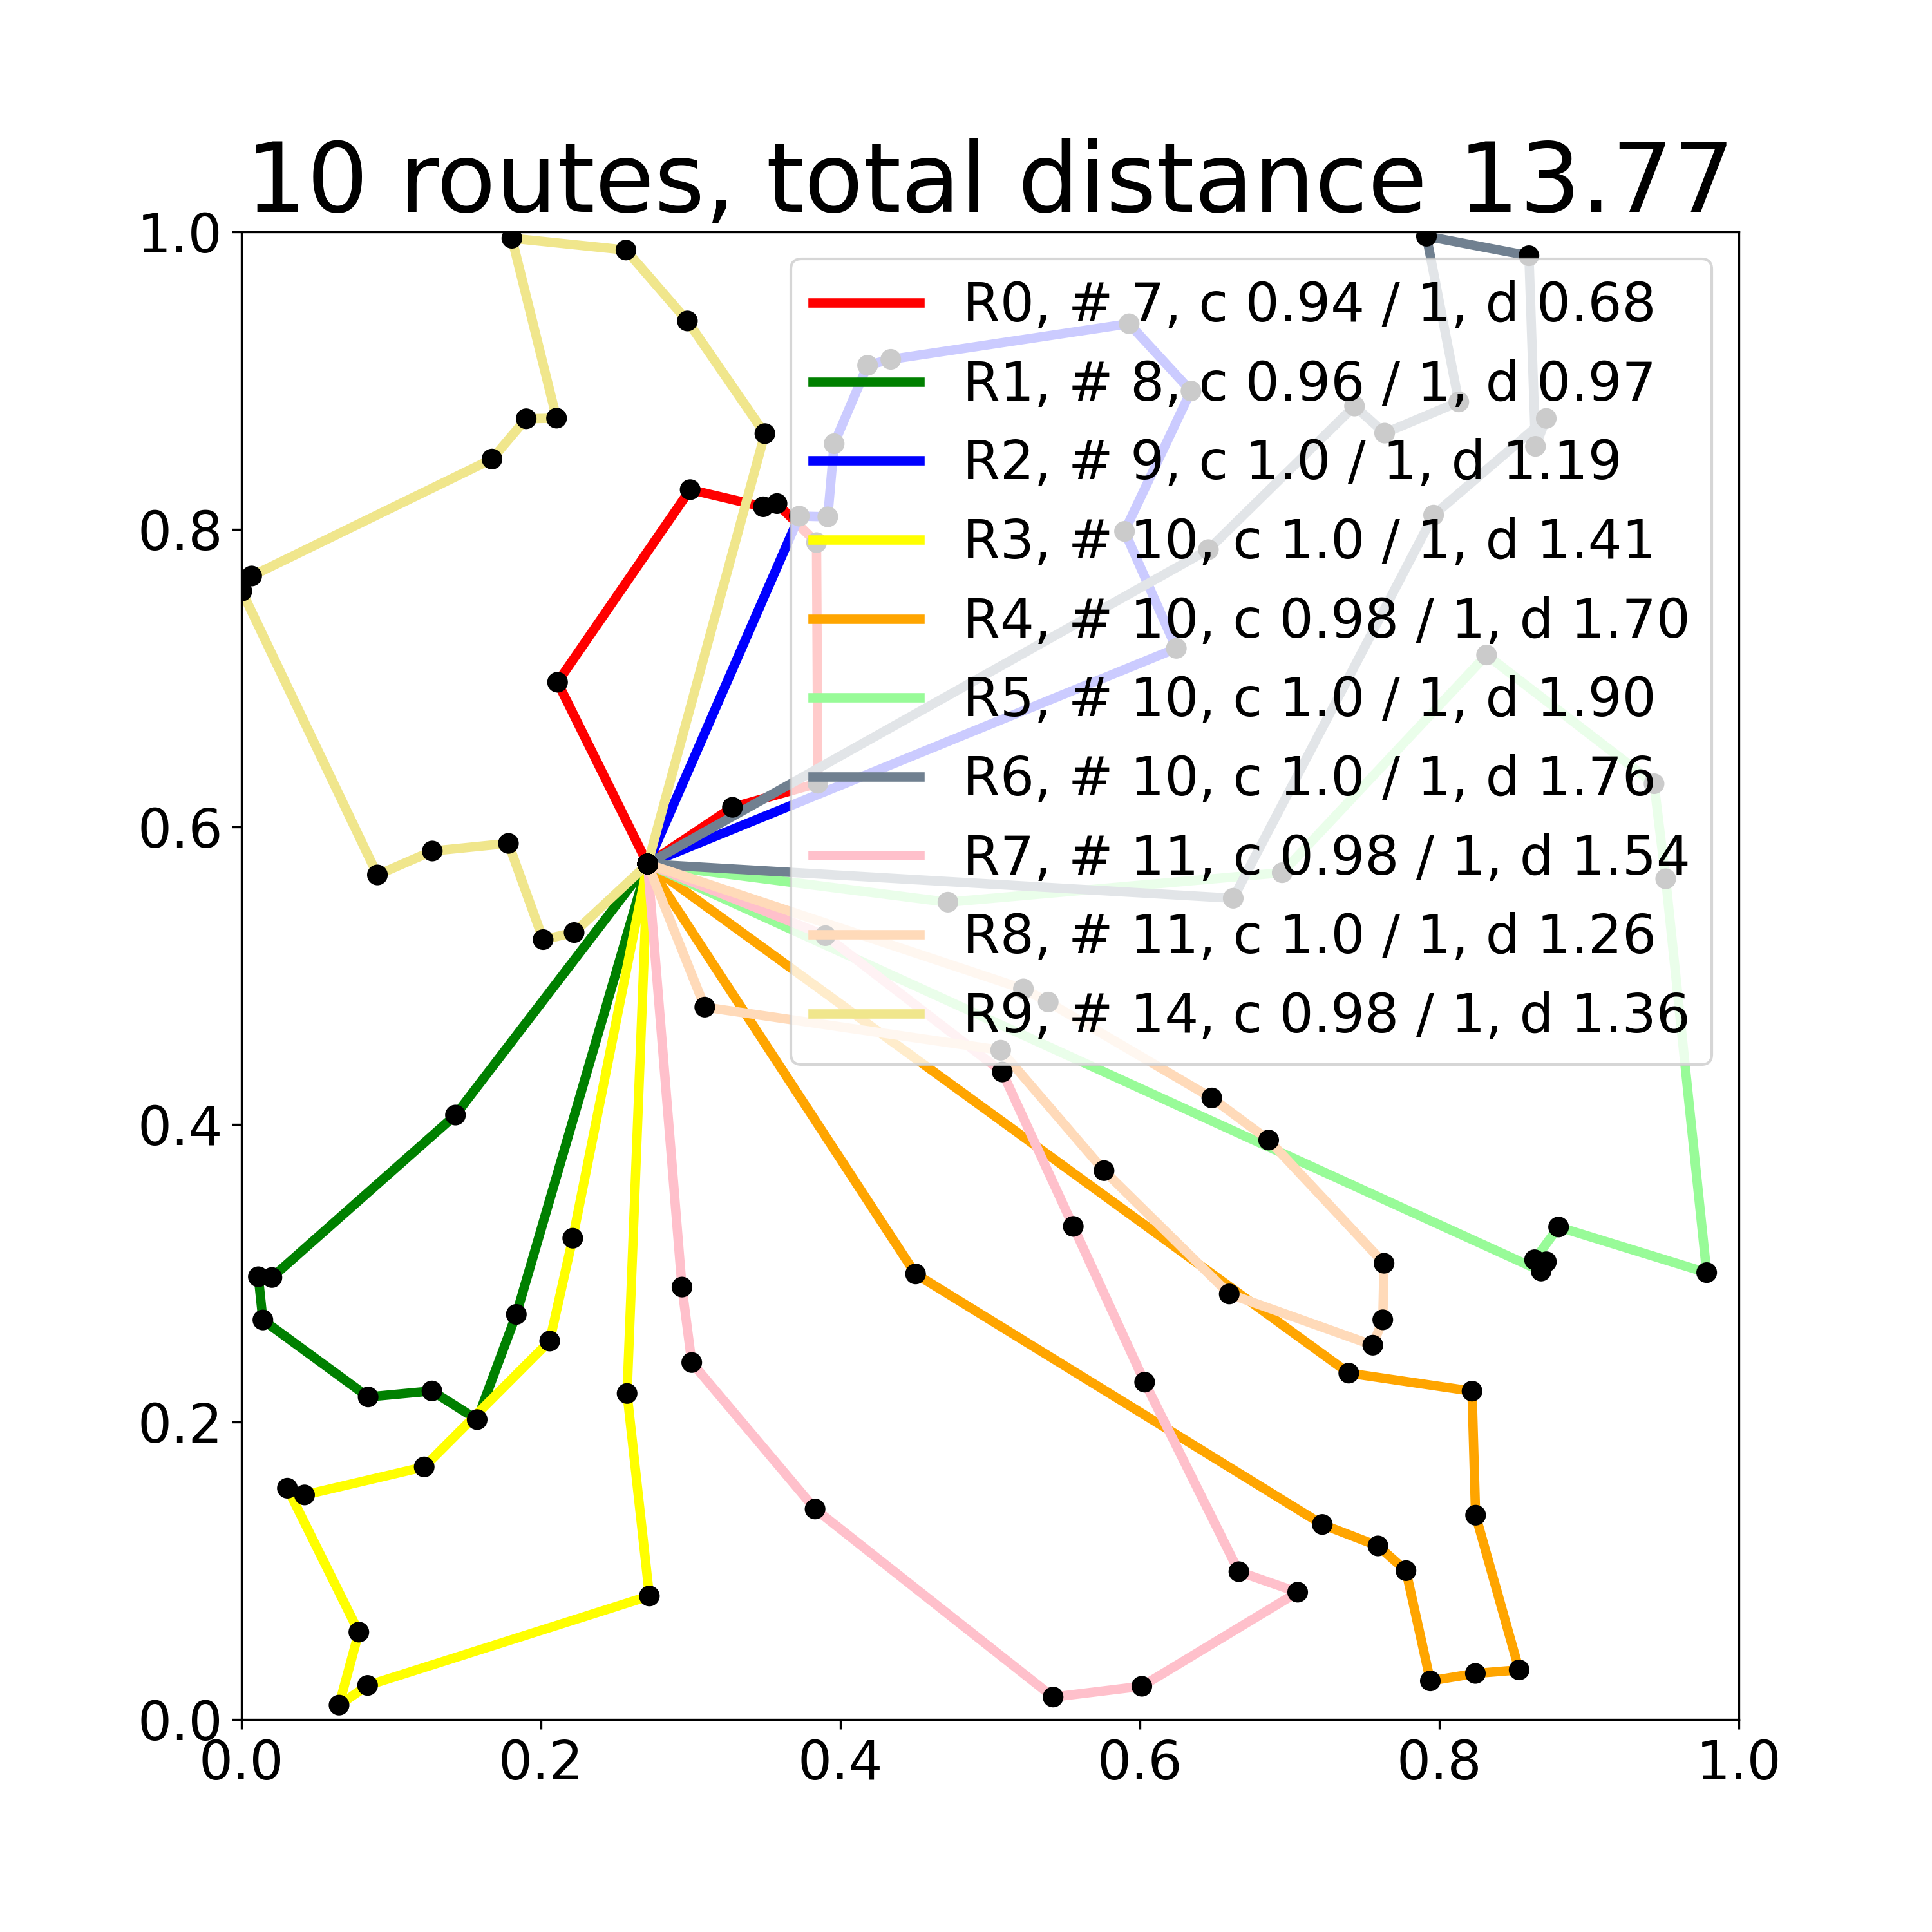 10 routes, total distance 13.77
1.0
0.8
0.6
0.4
0.2
0.0
R0, # 7, c 0.94 / 1, d 0.68
R1, # 8, c 0.96 / 1, d 0.97
R2, # 9, c 1.0 / 1, d 1.19
R3, # 10, c 1.0 / 1, d 1.41
R4, # 10, c 0.98 / 1, d 1.70
R5, # 10, c 1.0 / 1, d 1.90
R6, # 10, c 1.0 / 1, d 1.76
R7, # 11, c 0.98 / 1, d 1.54
R8, # 11, c 1.0 / 1, d 1.26
R9, # 14, c 0.98 / 1, d 1.36
0.0 0.2 0.4 0.6 0.8 1.0